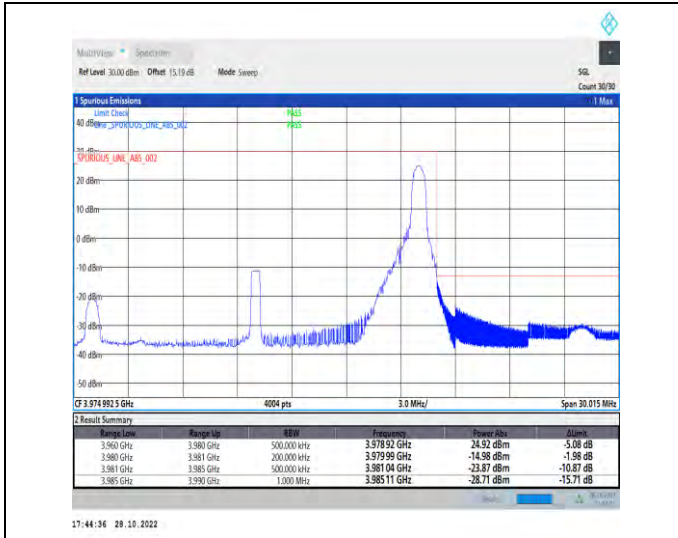 MultiView Spectrum
Ref Level 30.00 dBm Offset 15.19 dB Mode Sweep SGL
Count 30/30
1 Spurious Emissions 1 Max
Limit Check PASS
40 dBm Line _SPURIOUS_LINE_ABS_002 PASS
30 dBm
_SPURIOUS_LINE_ABS_002
20 dBm
10 dBm
0 dBm
-10 dBm
-20 dBm
-30 dBm
-40 dBm
-50 dBm
CF 3.974 992 5 GHz 4004 pts 3.0 MHz/ Span 30.015 MHz
2 Result Summary
Range Low Range Up RBW Frequency Power Abs ΔLimit
3.960 GHz 3.980 GHz 500.000 kHz 3.978 92 GHz 24.92 dBm -5.08 dB
3.980 GHz 3.981 GHz 200.000 kHz 3.979 99 GHz -14.98 dBm -1.98 dB
3.981 GHz 3.985 GHz 500.000 kHz 3.981 04 GHz -23.87 dBm -10.87 dB
3.985 GHz 3.990 GHz 1.000 MHz 3.985 11 GHz -28.71 dBm -15.71 dB
17:44:36 28.10.2022